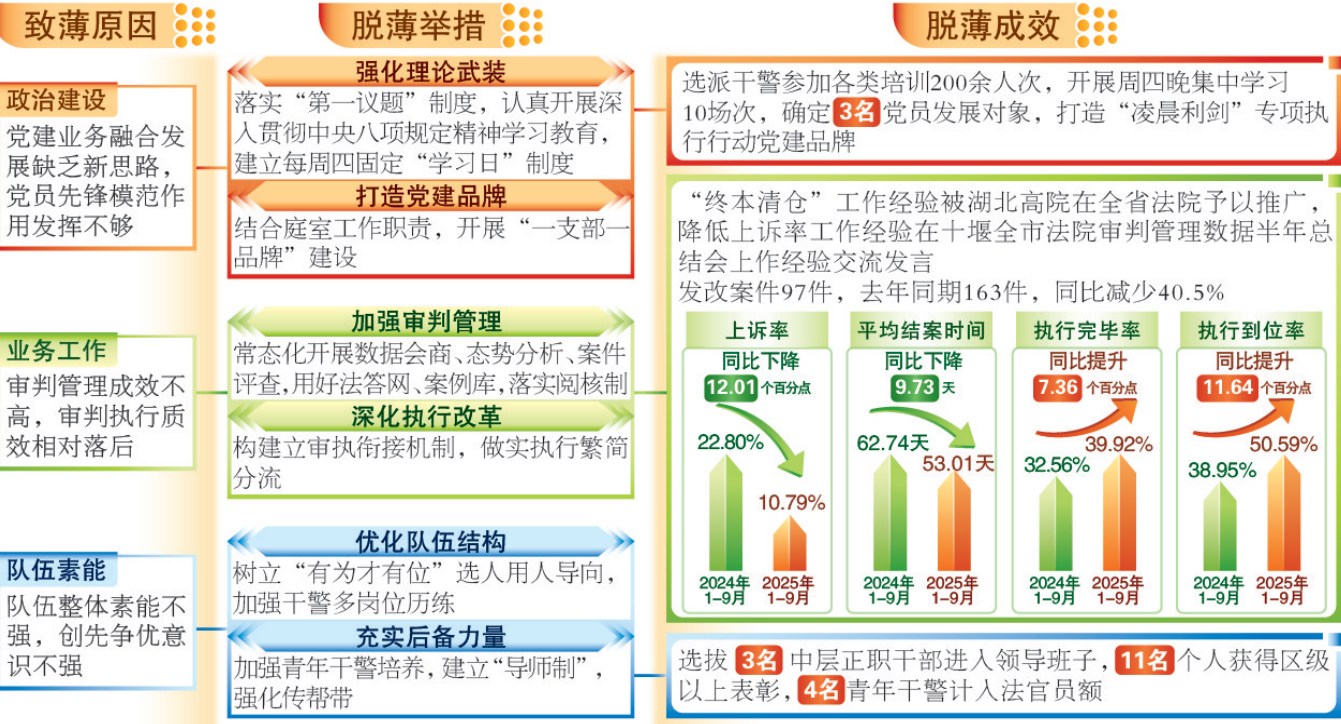 致薄原因
脱薄举措
脱薄成效
政治建设
党建业务融合发
展缺乏新思路，
党员先锋模范作
用发挥不够
强化理论武装
落实“第一议题”制度，认真开展深
入贯彻中央八项规定精神学习教育，
建立每周四固定“学习日”制度
打造党建品牌
结合庭室工作职责，开展“一支部一
品牌”建设
选派干警参加各类培训200余人次，开展周四晚集中学习
10场次，确定3名党员发展对象，打造“凌晨利剑”专项执
行行动党建品牌
业务工作
审判管理成效不
高，审判执行质
效相对落后
加强审判管理
常态化开展数据会商、态势分析、案件
评查，用好法答网、案例库，落实阅核制
深化执行改革
构建立审执衔接机制，做实执行繁简
分流
“终本清仓”工作经验被湖北高院在全省法院予以推广，
降低上诉率工作经验在十堰全市法院审判管理数据半年总
结会上作经验交流发言
发改案件97件，去年同期163件，同比减少40.5%
上诉率
同比下降
12.01个百分点
22.80%
10.79%
2024年
1-9月
2025年
1-9月
平均结案时间
同比下降
9.73天
62.74天
53.01天
2024年
1-9月
2025年
1-9月
执行完毕率
同比提升
7.36个百分点
39.92%
32.56%
2024年
1-9月
2025年
1-9月
执行到位率
同比提升
11.64个百分点
50.59%
38.95%
2024年
1-9月
2025年
1-9月
队伍素能
队伍整体素能不
强，创先争优意
识不强
优化队伍结构
树立“有为才有位”选人用人导向，
加强干警多岗位历练
充实后备力量
加强青年干警培养，建立“导师制”，
强化传帮带
选拔3名中层正职干部进入领导班子，11名个人获得区级
以上表彰，4名青年干警计入法官员额